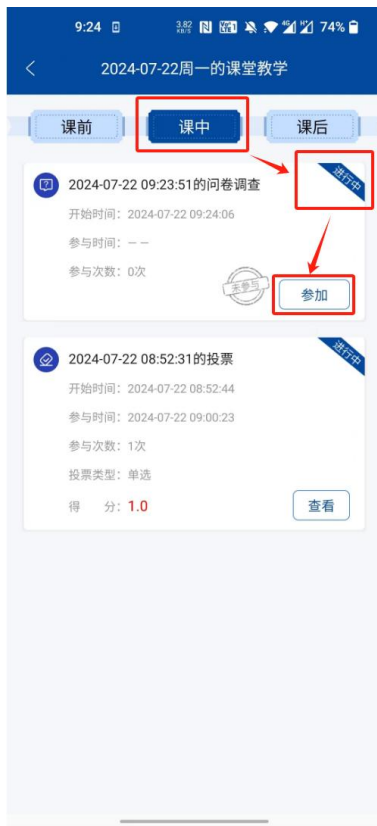 9:24 3.82 KB/S 4G 74%
2024-07-22周一的课堂教学
课前 课中 课后
进行中
2024-07-22 09:23:51的问卷调查
开始时间：2024-07-22 09:24:06
参与时间：— —
参与次数：0次
未参与
参加
进行中
2024-07-22 08:52:31的投票
开始时间：2024-07-22 08:52:44
参与时间：2024-07-22 09:00:23
参与次数：1次
投票类型：单选
得 分：1.0 查看